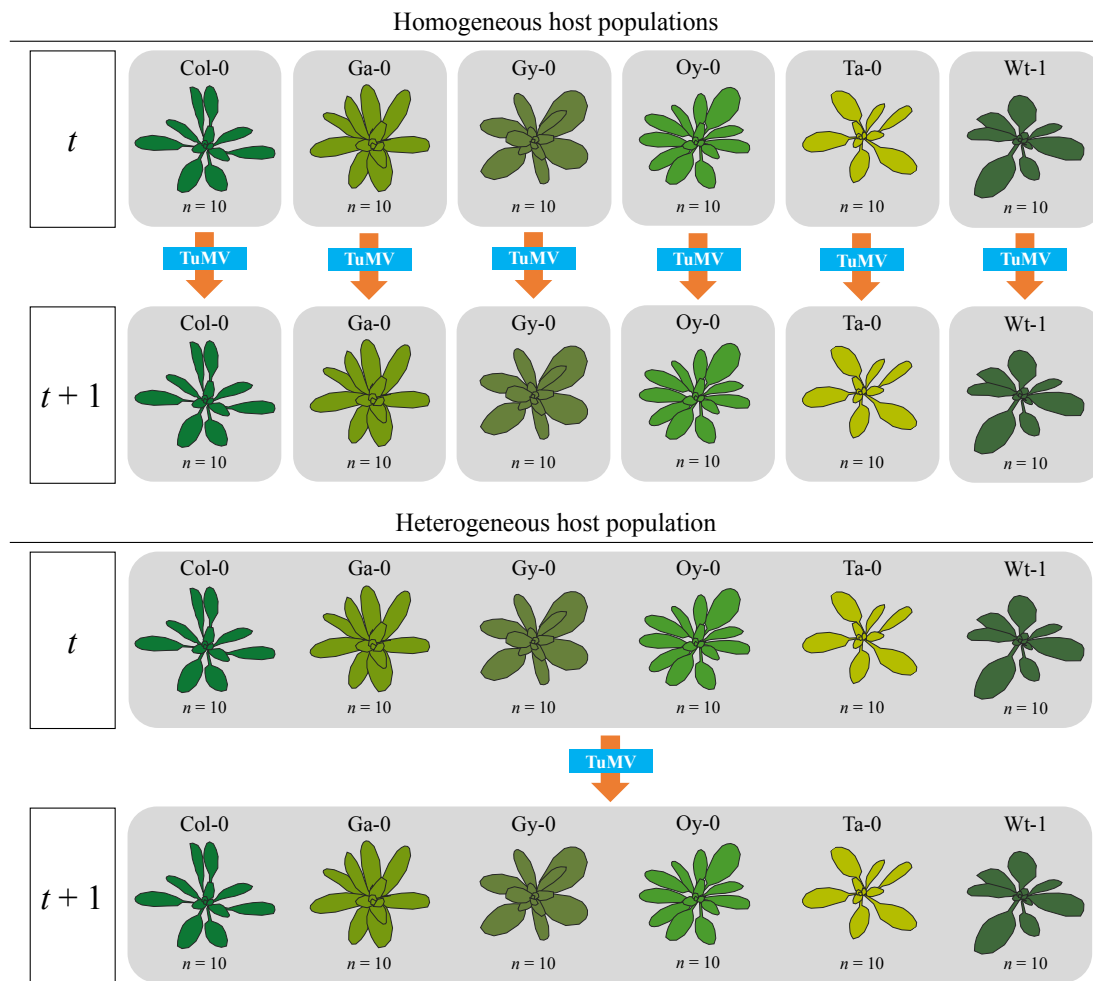 Homogeneous host populations
Col-0 Ga-0 Gy-0 Oy-0 Ta-0 Wt-1
t
n = 10 n = 10 n = 10 n = 10 n = 10 n = 10
TuMV TuMV TuMV TuMV TuMV TuMV
Col-0 Ga-0 Gy-0 Oy-0 Ta-0 Wt-1
t + 1
n = 10 n = 10 n = 10 n = 10 n = 10 n = 10
Heterogeneous host population
Col-0 Ga-0 Gy-0 Oy-0 Ta-0 Wt-1
t
n = 10 n = 10 n = 10 n = 10 n = 10 n = 10
TuMV
Col-0 Ga-0 Gy-0 Oy-0 Ta-0 Wt-1
t + 1
n = 10 n = 10 n = 10 n = 10 n = 10 n = 10